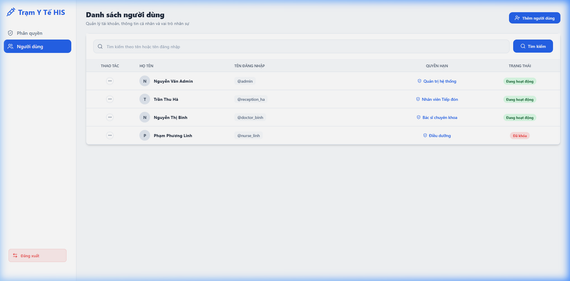 Trạm Y Tế HIS
Phân quyền
Người dùng
Đăng xuất
Danh sách người dùng
Quản lý tài khoản, thông tin cá nhân và vai trò nhân sự
Thêm người dùng
Tìm kiếm theo tên hoặc tên đăng nhập
Tìm kiếm
THAO TÁC HỌ TÊN TÊN ĐĂNG NHẬP QUYỀN HẠN TRẠNG THÁI
N Nguyễn Văn Admin @admin Quản trị hệ thống Đang hoạt động
T Trần Thu Hà @reception_ha Nhân viên Tiếp đón Đang hoạt động
N Nguyễn Thị Bình @doctor_binh Bác sĩ chuyên khoa Đang hoạt động
P Phạm Phương Linh @nurse_linh Điều dưỡng Đã khóa